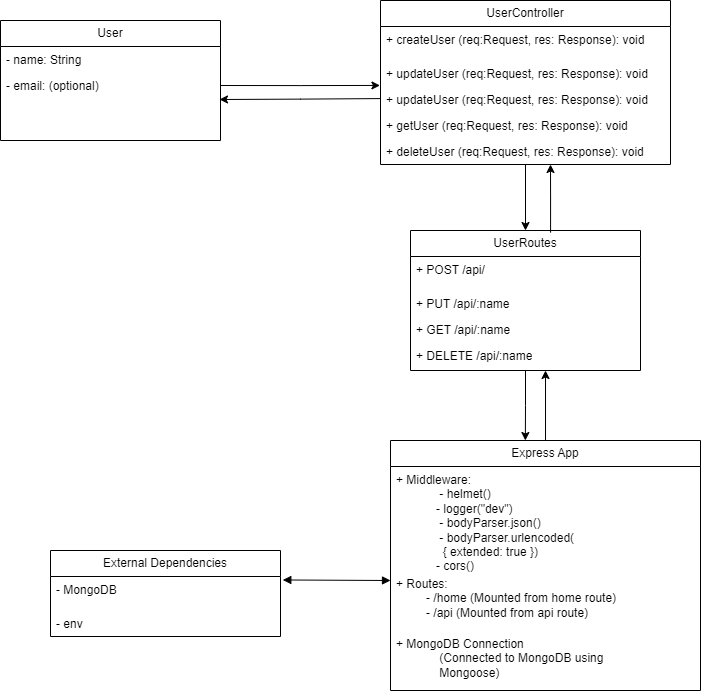 User
- name: String
- email: (optional)
UserController
+ createUser (req:Request, res: Response): void
+ updateUser (req:Request, res: Response): void
+ updateUser (req:Request, res: Response): void
+ getUser (req:Request, res: Response): void
+ deleteUser (req:Request, res: Response): void
UserRoutes
+ POST /api/
+ PUT /api/:name
+ GET /api/:name
+ DELETE /api/:name
External Dependencies
- MongoDB
- env
Express App
+ Middleware:
- helmet()
- logger("dev")
- bodyParser.json()
- bodyParser.urlencoded(
{ extended: true })
- cors()
+ Routes:
- /home (Mounted from home route)
- /api (Mounted from api route)
+ MongoDB Connection
(Connected to MongoDB using
Mongoose)